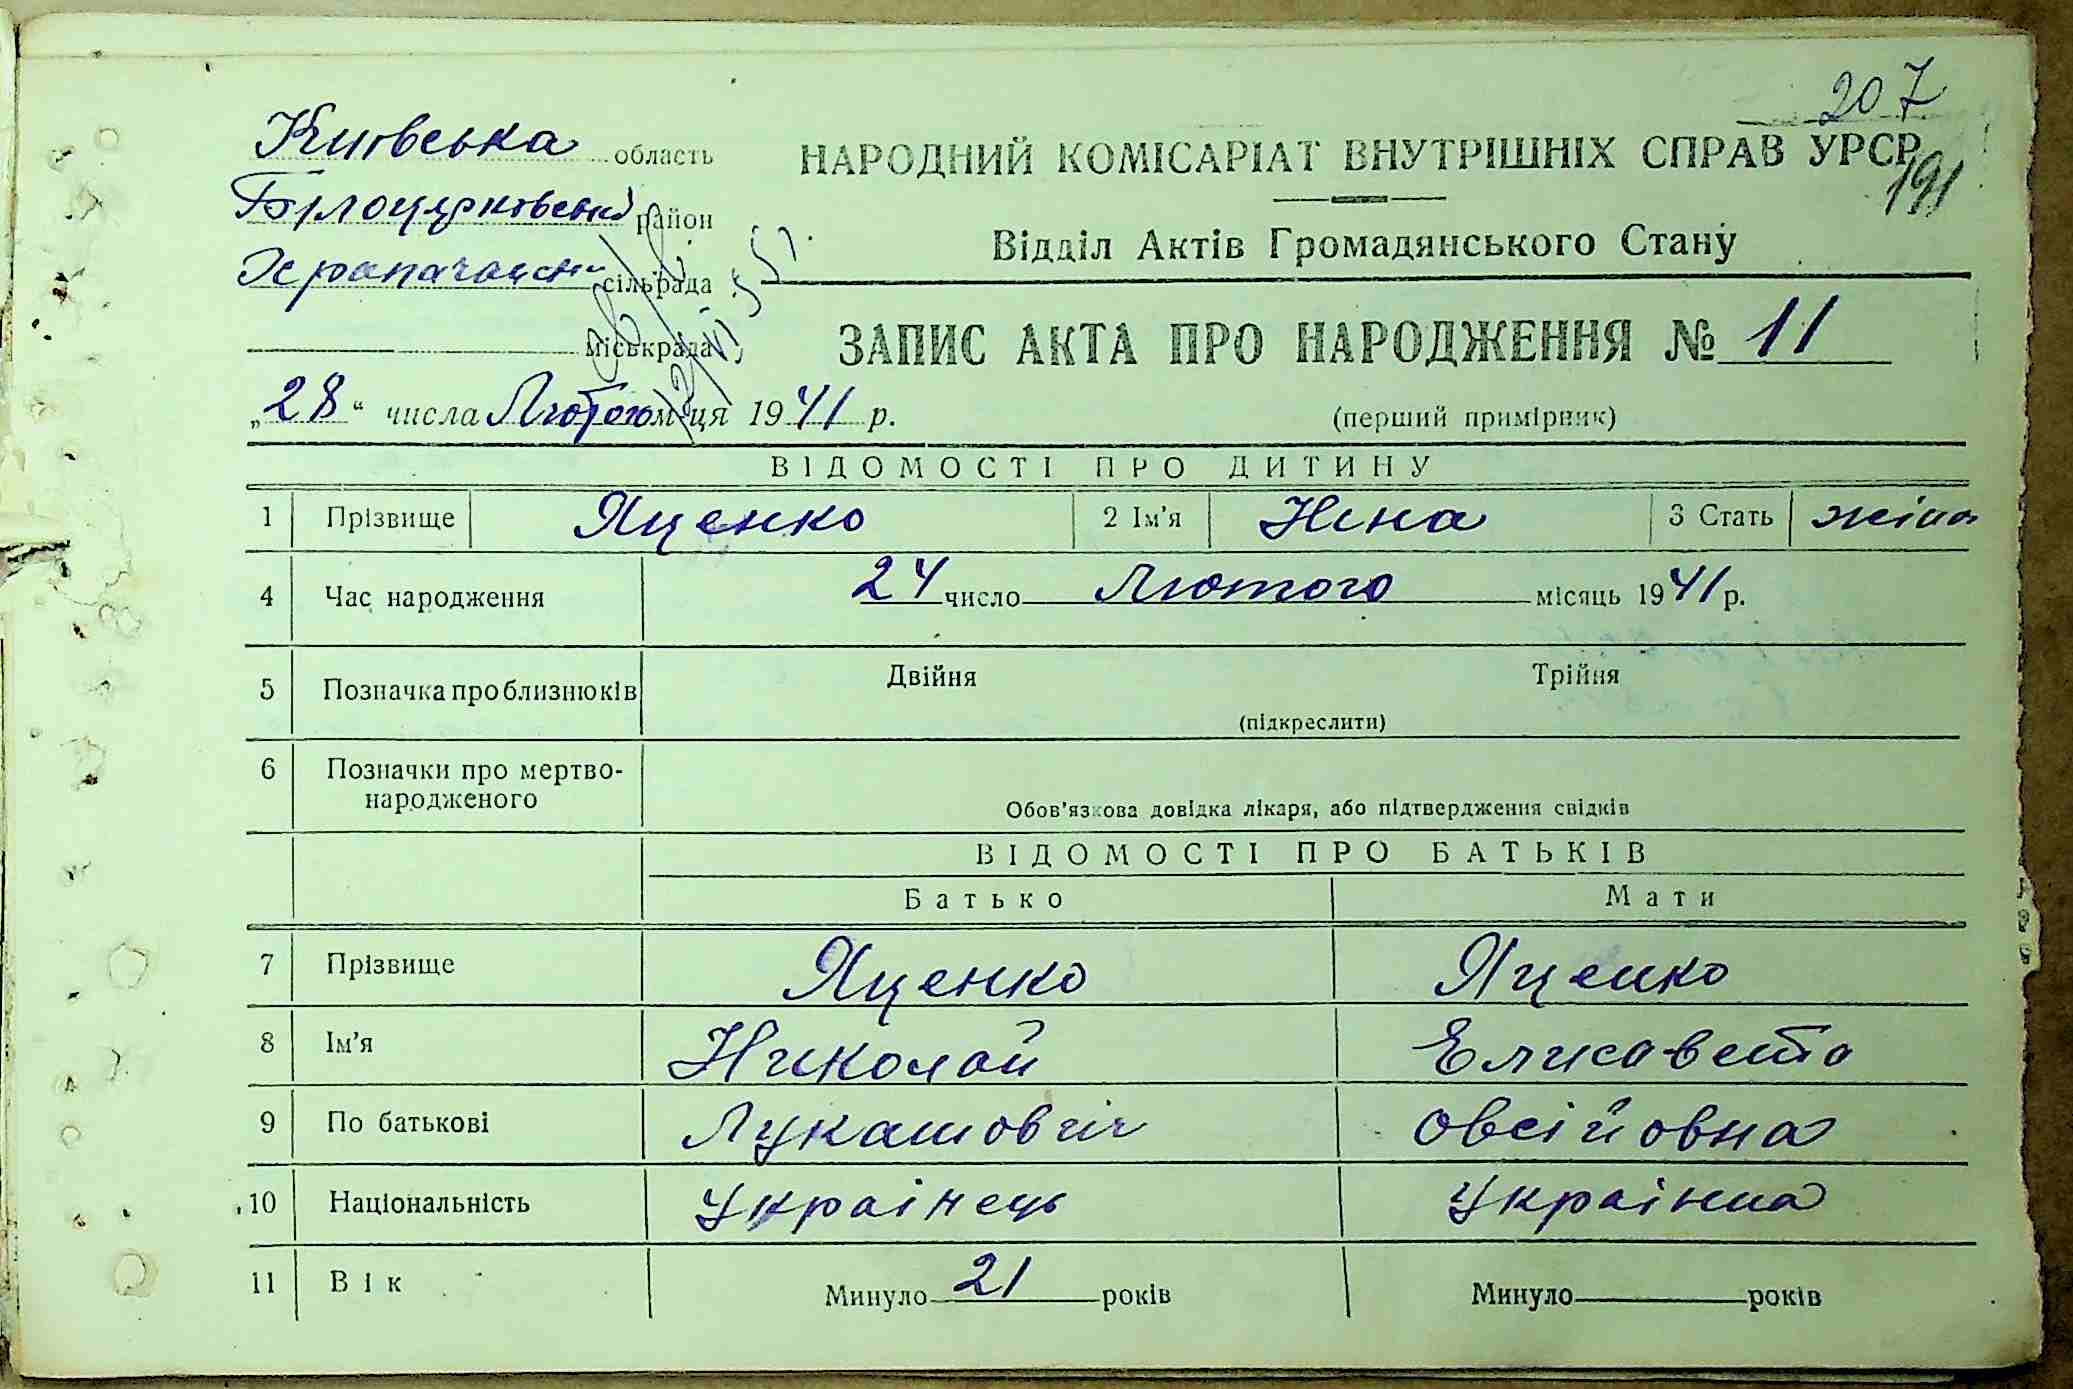 207
Київська область
НАРОДНИЙ КОМІСАРІАТ ВНУТРІШНІХ СПРАВ УРСР
191
Білоцерковський район
Відділ Актів Громадянського Стану
сільрада
міськрада
ЗАПИС АКТА ПРО НАРОДЖЕННЯ № 11
„28“ числа Лютого м-ця 1941 р.
(перший примірник)
ВІДОМОСТІ ПРО ДИТИНУ
1 Прізвище Яценко 2 Ім'я Ніна 3 Стать жіноч
4 Час народження 24 число Лютого місяць 1941 р.
5 Позначка про близнюків Двійня Трійня
(підкреслити)
6 Позначки про мертво-
народженого
Обов'язкова довідка лікаря, або підтвердження свідків
ВІДОМОСТІ ПРО БАТЬКІВ
Батько Мати
7 Прізвище Яценко Яценко
8 Ім'я Николай Елисавета
9 По батькові Лукашович Овсійовна
10 Національність Українець Українка
11 Вік Минуло 21 років Минуло років